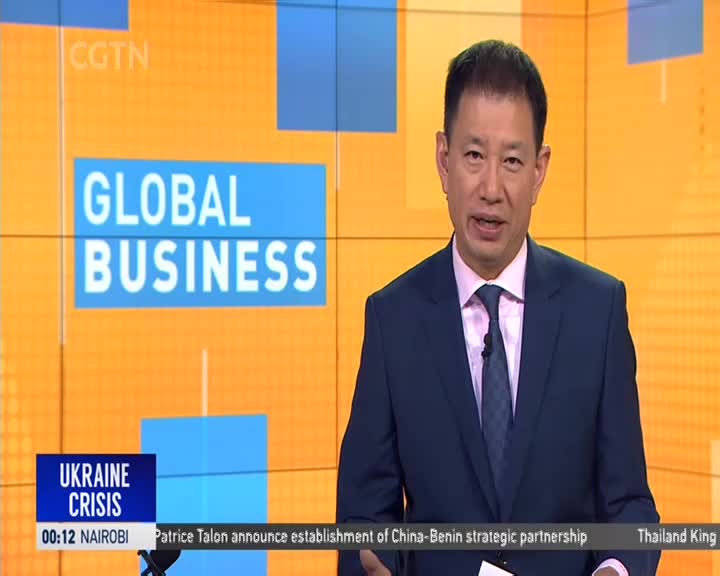 CGTN
GLOBAL
BUSINESS
UKRAINE
CRISIS
00:12 NAIROBI
Patrice Talon announce establishment of China-Benin strategic partnership Thailand King